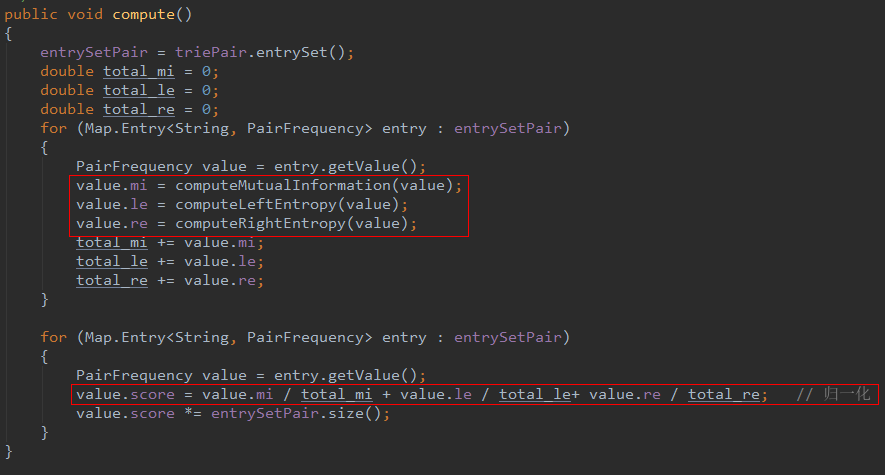 public void compute()
{
    entrySetPair = triePair.entrySet();
    double total_mi = 0;
    double total_le = 0;
    double total_re = 0;
    for (Map.Entry<String, PairFrequency> entry : entrySetPair)
    {
        PairFrequency value = entry.getValue();
        value.mi = computeMutualInformation(value);
        value.le = computeLeftEntropy(value);
        value.re = computeRightEntropy(value);
        total_mi += value.mi;
        total_le += value.le;
        total_re += value.re;
    }

    for (Map.Entry<String, PairFrequency> entry : entrySetPair)
    {
        PairFrequency value = entry.getValue();
        value.score = value.mi / total_mi + value.le / total_le+ value.re / total_re;   // 归一化
        value.score *= entrySetPair.size();
    }
}